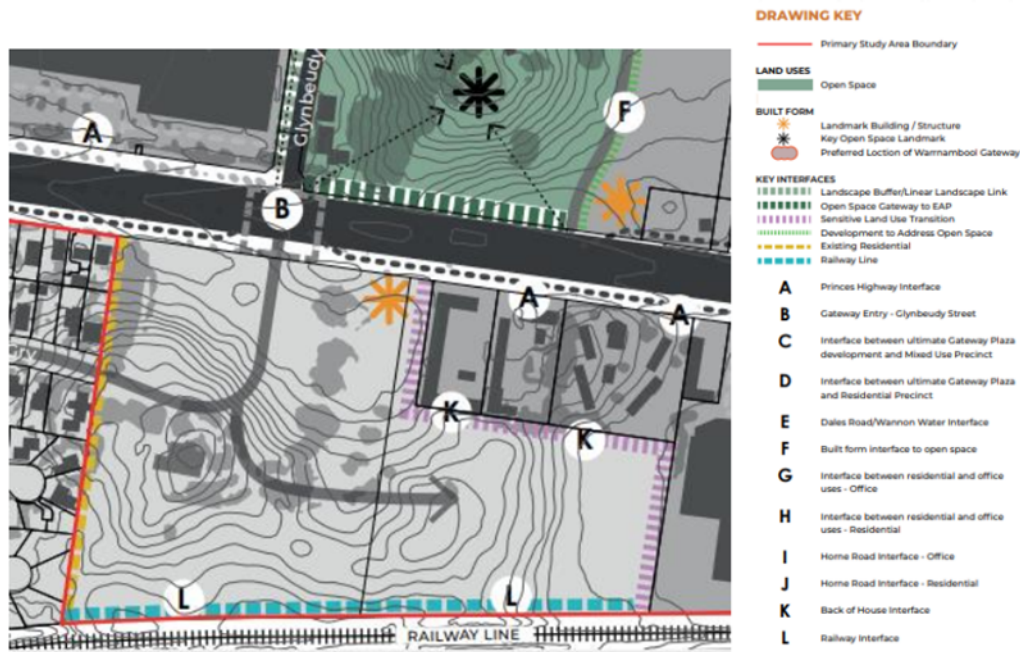 DRAWING KEY
Primary Study Area Boundary
LAND USES
Open Space
BUILT FORM
Landmark Building / Structure
Key Open Space Landmark
Preferred Loction of Warrnambool Gateway
KEY INTERFACES
Landscape Buffer/Linear Landscape Link
Open Space Gateway to EAP
Sensitive Land Use Transition
Development to Address Open Space
Existing Residential
Railway Line
A Princes Highway Interface
B Gateway Entry - Glynbeudy Street
C Interface between ultimate Gateway Plaza
development and Mixed Use Precinct
D Interface between ultimate Gateway Plaza
and Residential Precinct
E Dales Road/Wannon Water Interface
F Built form interface to open space
G Interface between residential and office
uses - Office
H Interface between residential and office
uses - Residential
I Horne Road Interface - Office
J Horne Road Interface - Residential
K Back of House Interface
L Railway Interface
Glynbeudy
A
F
B
A
A
K
K
L
L
RAILWAY LINE